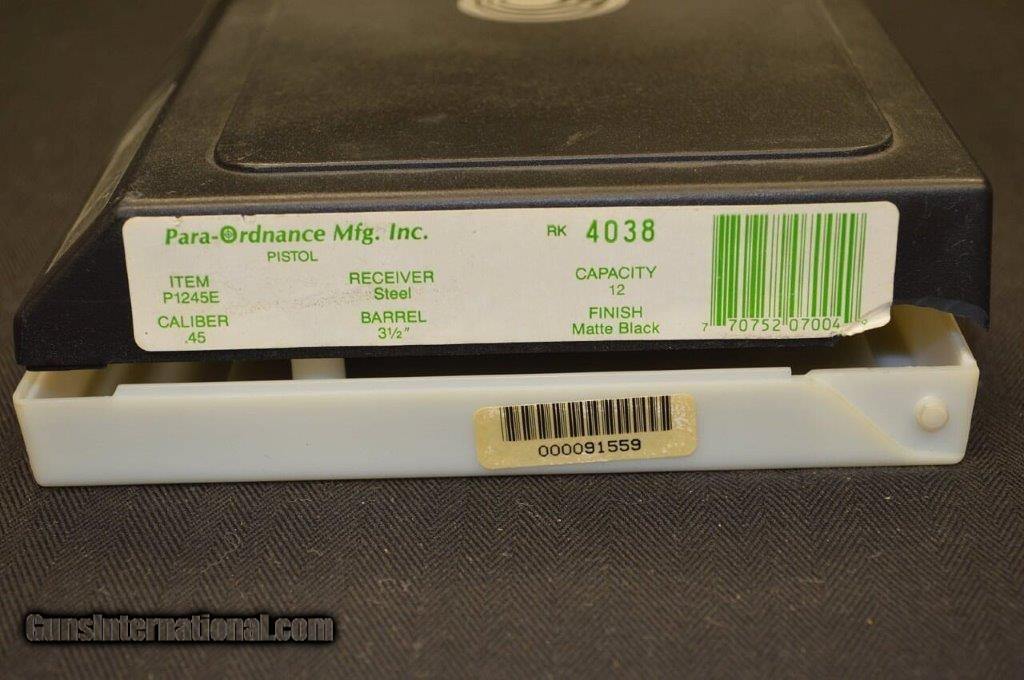 Para-Ordnance Mfg. Inc.
PISTOL
RK 4038
ITEM
P1245E
RECEIVER
Steel
CAPACITY
12
CALIBER
.45
BARREL
3½"
FINISH
Matte Black
7 70752 07004 9
000091559
GunsInternational.com